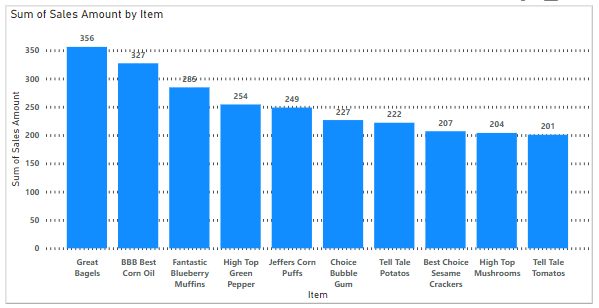 Sum of Sales Amount by Item
Sum of Sales Amount
350
300
250
200
150
100
50
0
356
327
285
254
249
227
222
207
204
201
Great
Bagels
BBB Best
Corn Oil
Fantastic
Blueberry
Muffins
High Top
Green
Pepper
Jeffers Corn
Puffs
Choice
Bubble
Gum
Tell Tale
Potatos
Best Choice
Sesame
Crackers
High Top
Mushrooms
Tell Tale
Tomatos
Item